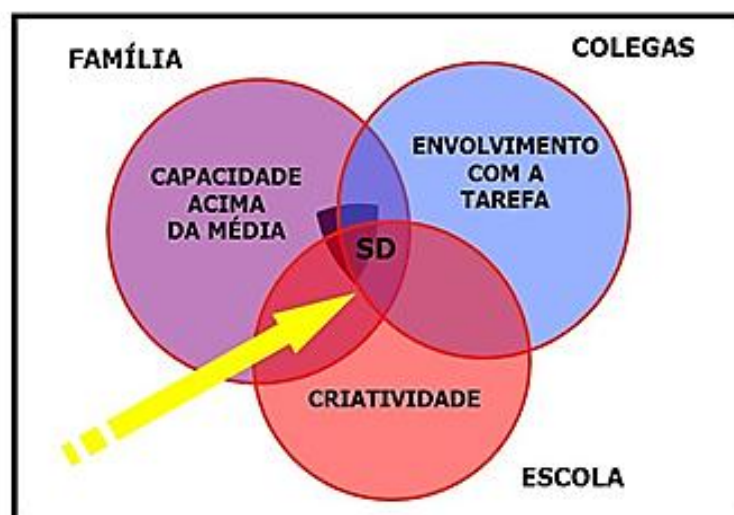 FAMÍLIA
COLEGAS
CAPACIDADE
ACIMA
DA MÉDIA
ENVOLVIMENTO
COM A
TAREFA
SD
CRIATIVIDADE
ESCOLA